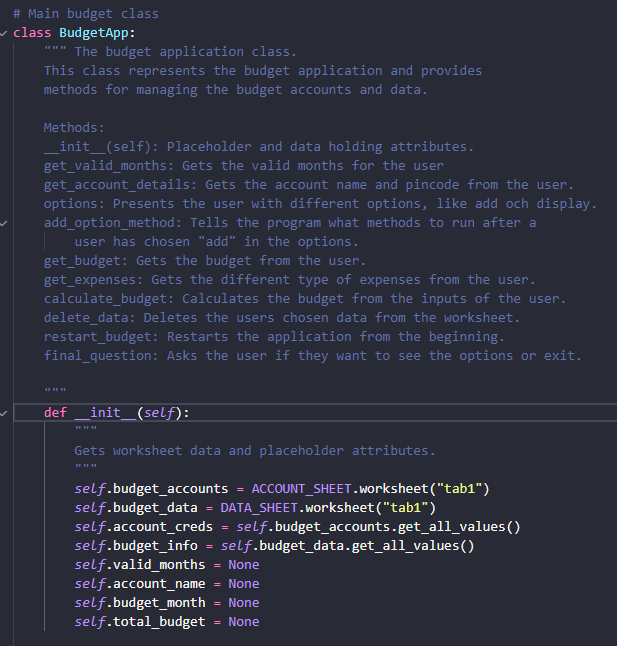 # Main budget class
class BudgetApp:
""" The budget application class.
This class represents the budget application and provides
methods for managing the budget accounts and data.
Methods:
__init__(self): Placeholder and data holding attributes.
get_valid_months: Gets the valid months for the user
get_account_details: Gets the account name and pincode from the user.
options: Presents the user with different options, like add och display.
add_option_method: Tells the program what methods to run after a
user has chosen "add" in the options.
get_budget: Gets the budget from the user.
get_expenses: Gets the different type of expenses from the user.
calculate_budget: Calculates the budget from the inputs of the user.
delete_data: Deletes the users chosen data from the worksheet.
restart_budget: Restarts the application from the beginning.
final_question: Asks the user if they want to see the options or exit.
"""
def __init__(self):
"""
Gets worksheet data and placeholder attributes.
"""
self.budget_accounts = ACCOUNT_SHEET.worksheet("tab1")
self.budget_data = DATA_SHEET.worksheet("tab1")
self.account_creds = self.budget_accounts.get_all_values()
self.budget_info = self.budget_data.get_all_values()
self.valid_months = None
self.account_name = None
self.budget_month = None
self.total_budget = None